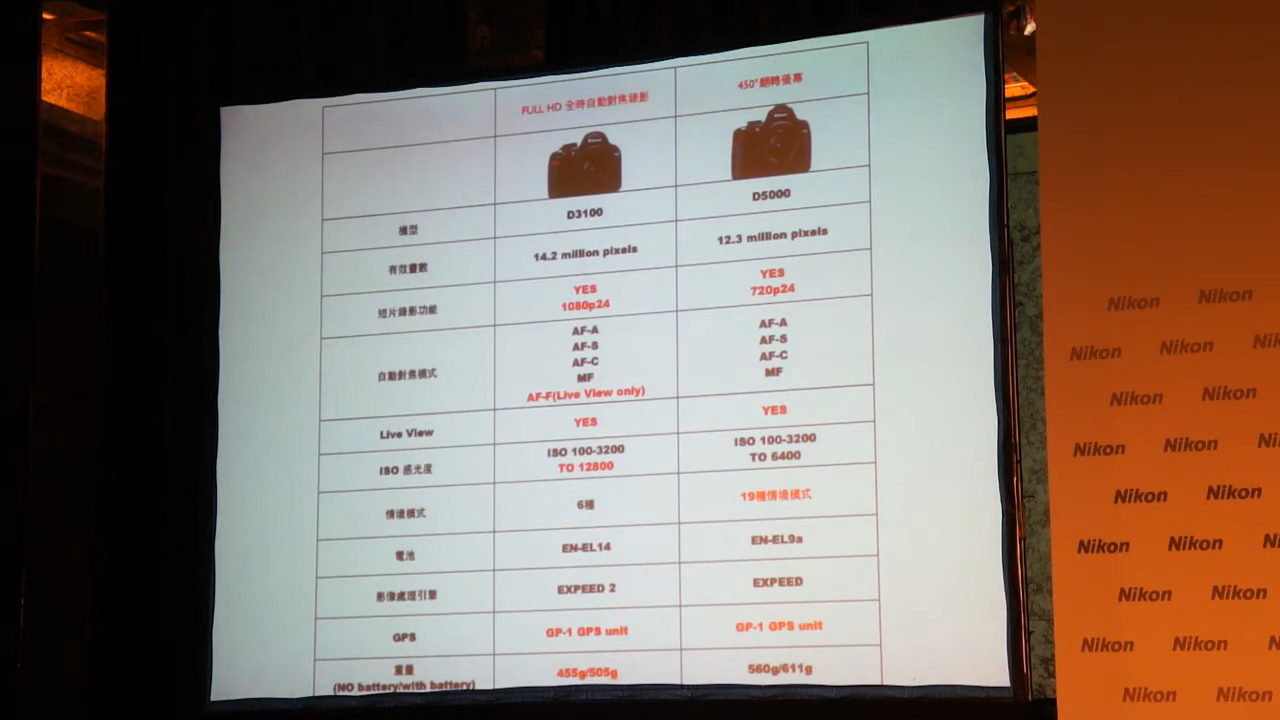 FULL HD 全時自動對焦錄影
450°翻轉螢幕
機型
D3100
D5000
有效畫數
14.2 million pixels
12.3 million pixels
短片錄影功能
YES
1080p24
YES
720p24
自動對焦模式
AF-A
AF-S
AF-C
MF
AF-F(Live View only)
AF-A
AF-S
AF-C
MF
Live View
YES
YES
ISO 感光度
ISO 100-3200
TO 12800
ISO 100-3200
TO 6400
情境模式
6種
19種情境模式
電池
EN-EL14
EN-EL9a
影像處理引擎
EXPEED 2
EXPEED
GPS
GP-1 GPS unit
GP-1 GPS unit
重量
(NO battery/with battery)
455g/505g
560g/611g
Nikon Nikon
Nikon Nikon Nik
Nikon Nikon
Nikon Nikon Ni
Nikon Nikon
Nikon Nikon Ni
Nikon Nikon
Nikon Nikon N
Nikon Nikon